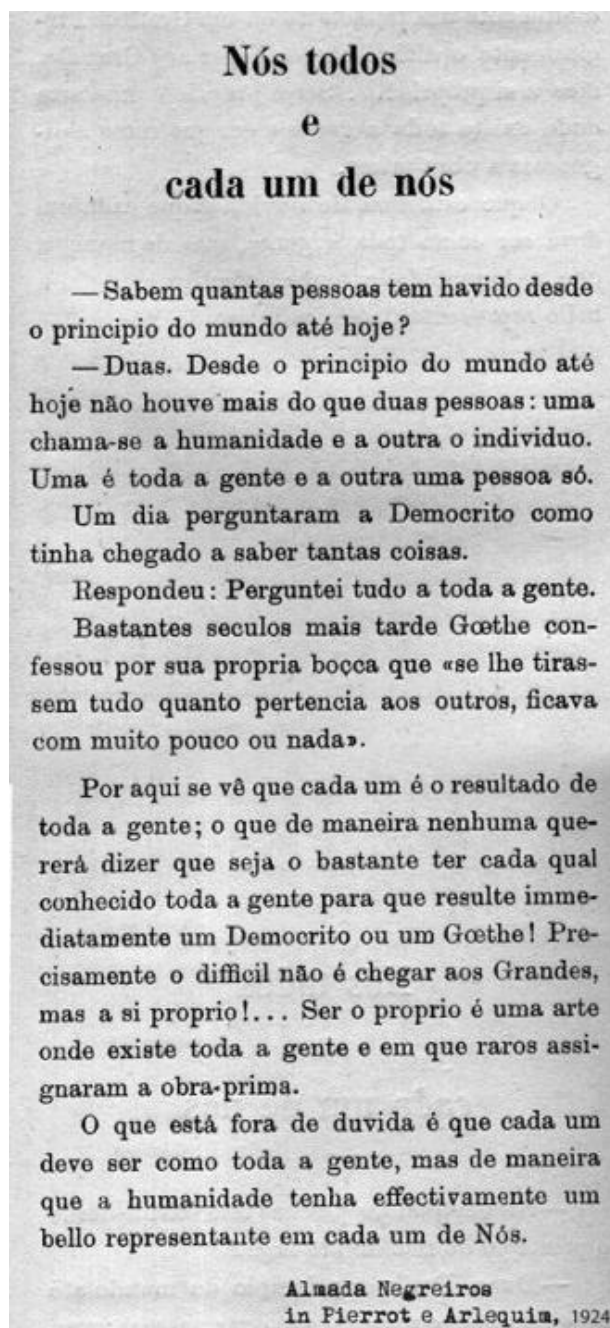 Nós todos
e
cada um de nós
— Sabem quantas pessoas tem havido desde
o principio do mundo até hoje?
— Duas. Desde o principio do mundo até
hoje não houve mais do que duas pessoas: uma
chama-se a humanidade e a outra o individuo.
Uma é toda a gente e a outra uma pessoa só.
Um dia perguntaram a Democrito como
tinha chegado a saber tantas coisas.
Respondeu: Perguntei tudo a toda a gente.
Bastantes seculos mais tarde Gœthe con-
fessou por sua propria bocca que «se lhe tiras-
sem tudo quanto pertencia aos outros, ficava
com muito pouco ou nada».
Por aqui se vê que cada um é o resultado de
toda a gente; o que de maneira nenhuma que-
rerá dizer que seja o bastante ter cada qual
conhecido toda a gente para que resulte imme-
diatamente um Democrito ou um Gœthe! Pre-
cisamente o difficil não é chegar aos Grandes,
mas a si proprio!... Ser o proprio é uma arte
onde existe toda a gente e em que raros assi-
gnaram a obra-prima.
O que está fora de duvida é que cada um
deve ser como toda a gente, mas de maneira
que a humanidade tenha effectivamente um
bello representante em cada um de Nós.
Almada Negreiros
in Pierrot e Arlequim, 1924